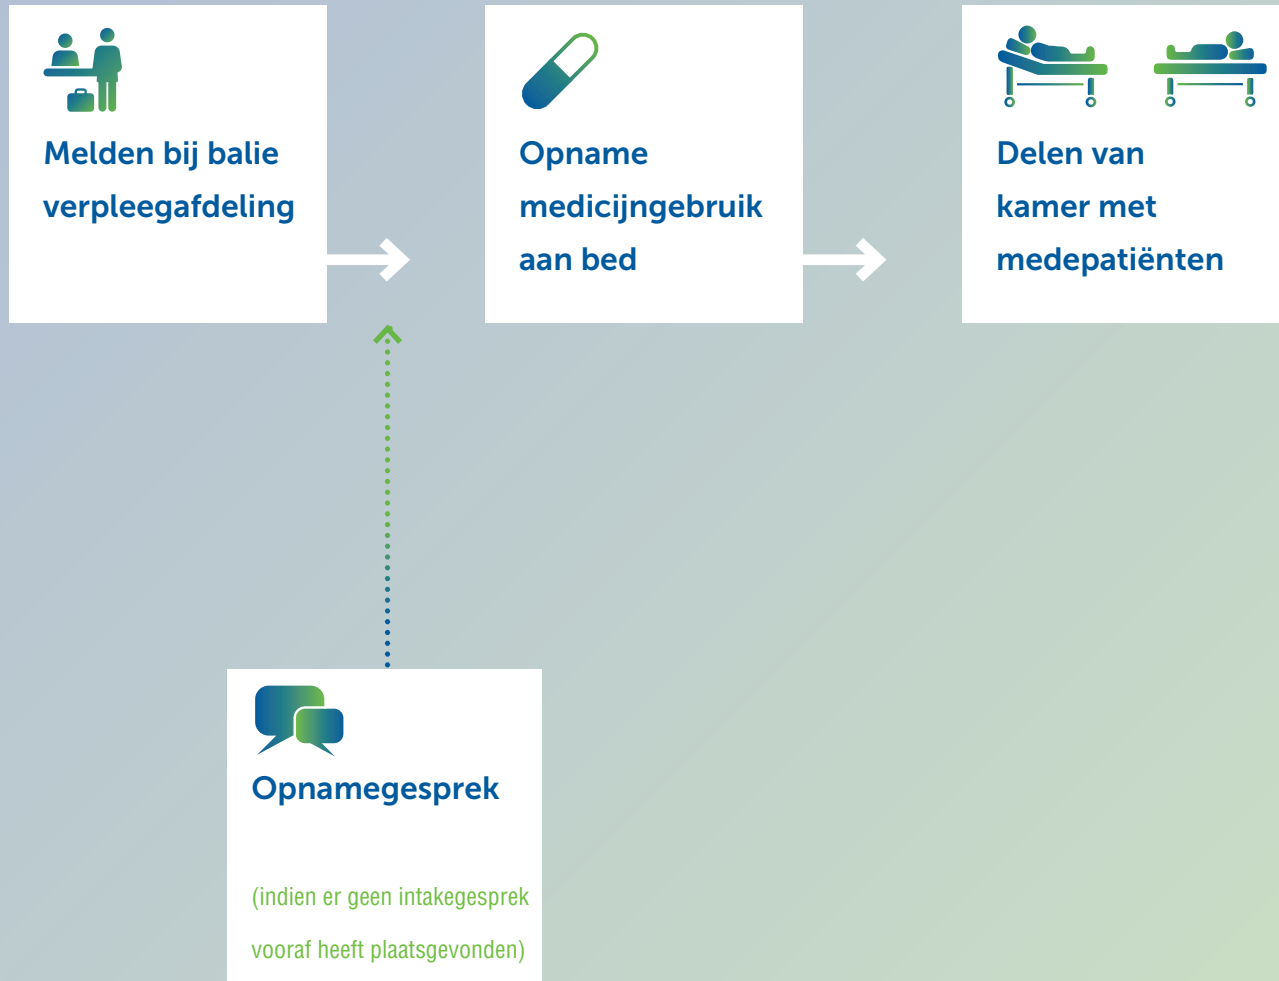 Melden bij balie
verpleegafdeling
Opname
medicijngebruik
aan bed
Delen van
kamer met
medepatiënten
Opnamegesprek
(indien er geen intakegesprek
vooraf heeft plaatsgevonden)